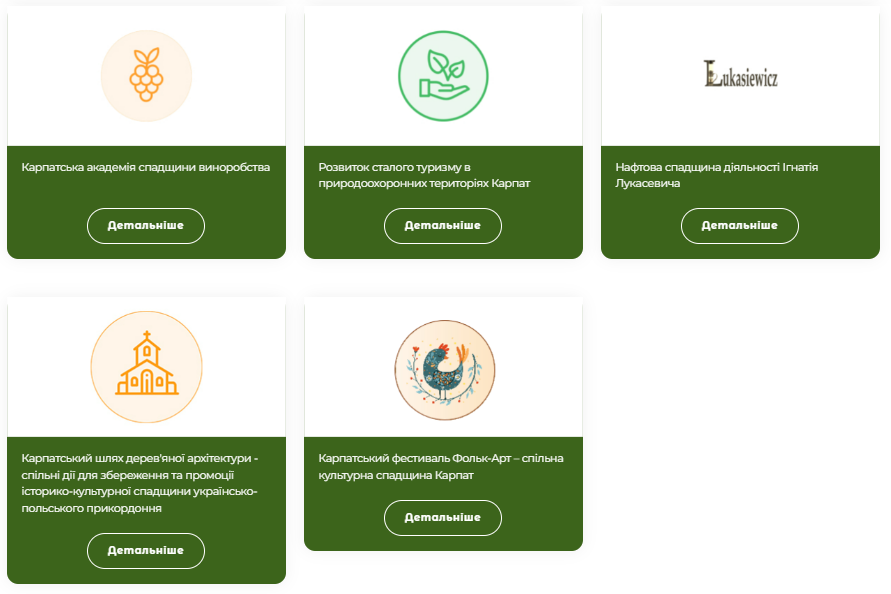 Łukasiewicz
Карпатська академія спадщини виноробства
Детальніше
Розвиток сталого туризму в
природоохоронних територіях Карпат
Детальніше
Нафтова спадщина діяльності Ігнатія
Лукасевича
Детальніше
Карпатський шлях дерев'яної архітектури -
спільні дії для збереження та промоції
історико-культурної спадщини українсько-
польського прикордоння
Детальніше
Карпатський фестиваль Фольк-Арт – спільна
культурна спадщина Карпат
Детальніше